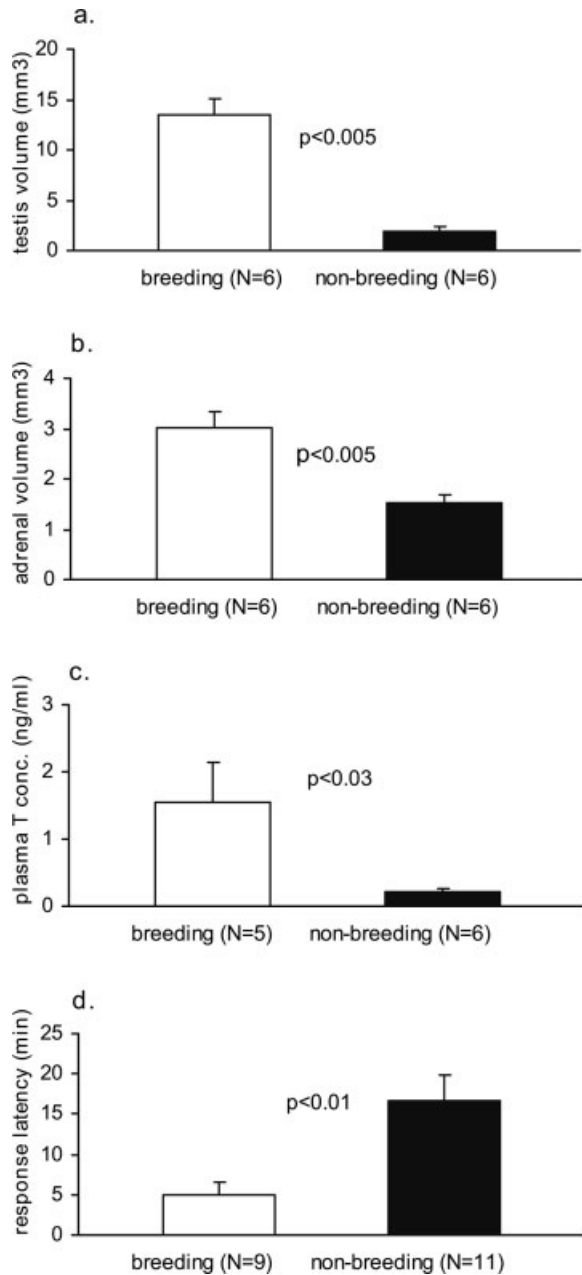 a.
testis volume (mm3)
20
15
10
5
0
p<0.005
breeding (N=6) non-breeding (N=6)
b.
adrenal volume (mm3)
4
3
2
1
0
p<0.005
breeding (N=6) non-breeding (N=6)
c.
plasma T conc. (ng/ml)
3
2
1
0
p<0.03
breeding (N=5) non-breeding (N=6)
d.
response latency (min)
25
20
15
10
5
0
p<0.01
breeding (N=9) non-breeding (N=11)